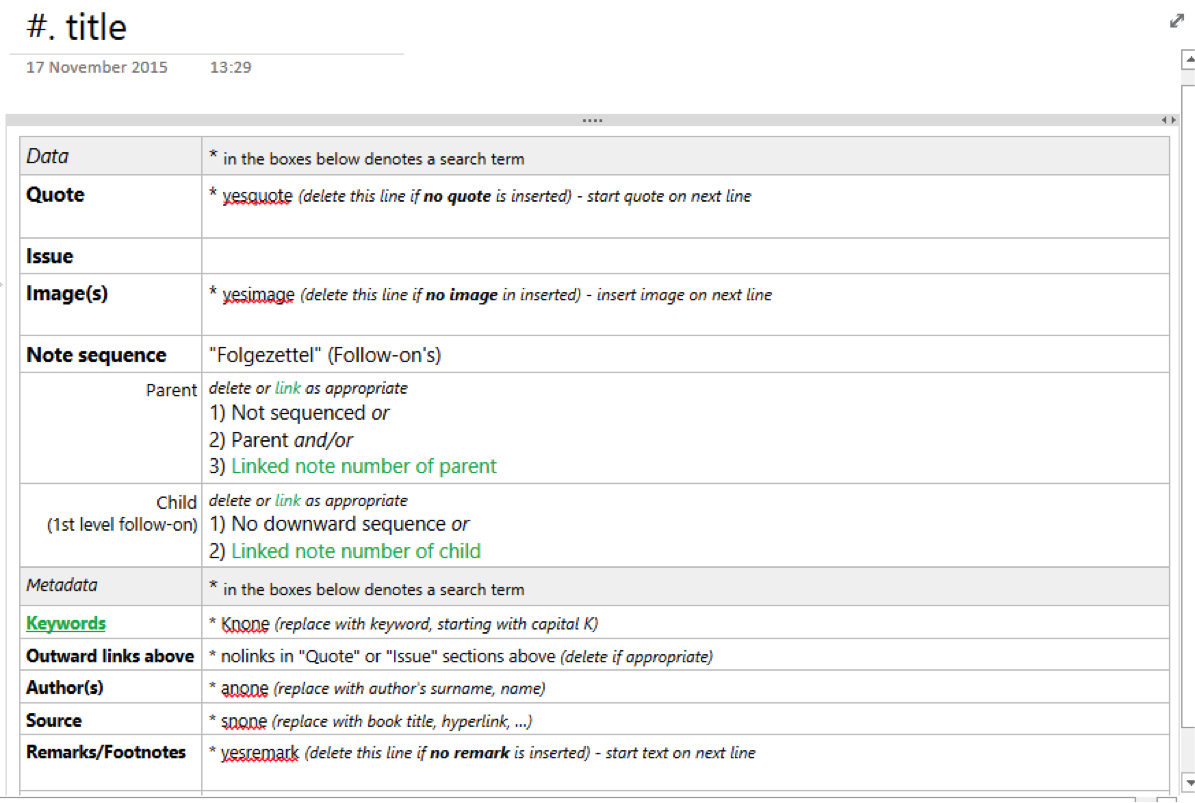 #. title
17 November 2015 13:29
Data * in the boxes below denotes a search term
Quote * yesquote (delete this line if no quote is inserted) - start quote on next line
Issue
Image(s) * yesimage (delete this line if no image in inserted) - insert image on next line
Note sequence "Folgezettel" (Follow-on's)
Parent delete or link as appropriate
1) Not sequenced or
2) Parent and/or
3) Linked note number of parent
Child delete or link as appropriate
(1st level follow-on) 1) No downward sequence or
2) Linked note number of child
Metadata * in the boxes below denotes a search term
Keywords * Knone (replace with keyword, starting with capital K)
Outward links above * nolinks in "Quote" or "Issue" sections above (delete if appropriate)
Author(s) * anone (replace with author's surname, name)
Source * snone (replace with book title, hyperlink, ...)
Remarks/Footnotes * yesremark (delete this line if no remark is inserted) - start text on next line